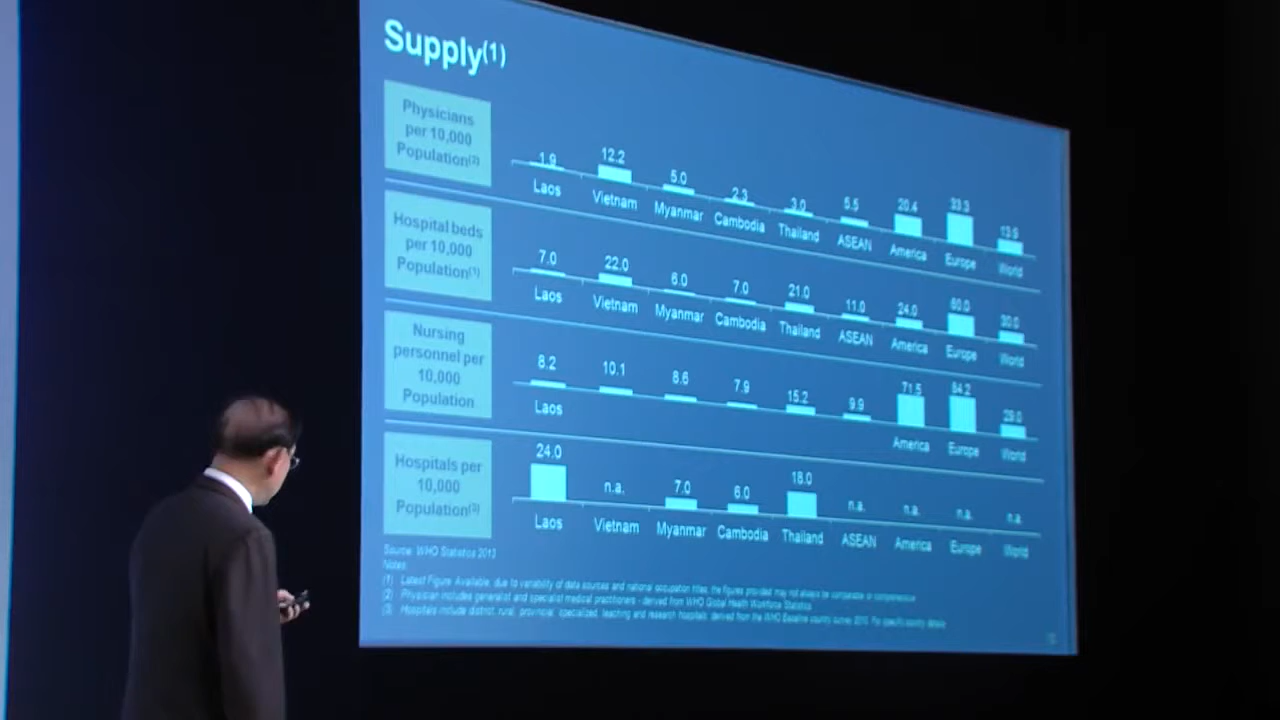 Supply(1)
Physicians
per 10,000
Population(2)
1.9 12.2 5.0 2.3 3.0 5.5 20.4 33.3 13.9
Laos Vietnam Myanmar Cambodia Thailand ASEAN America Europe World
Hospital beds
per 10,000
Population(1)
7.0 22.0 6.0 7.0 21.0 11.0 24.0 60.0 30.0
Laos Vietnam Myanmar Cambodia Thailand ASEAN America Europe World
Nursing
personnel per
10,000
Population
8.2 10.1 8.6 7.9 15.2 9.9 71.5 84.2 29.0
Laos America Europe World
Hospitals per
10,000
Population(3)
24.0 n.a. 7.0 6.0 18.0 n.a. n.a. n.a. n.a.
Laos Vietnam Myanmar Cambodia Thailand ASEAN America Europe World
Source: WHO Statistics 2013
Notes:
(1) Latest Figure Available, due to variability of data sources and national occupation titles, the figures provided may not always be comparable or comprehensive
(2) Physician includes generalist and specialist medical practitioners - derived from WHO Global Health Workforce Statistics
(3) Hospitals include district, rural, provincial, specialized, teaching and research hospitals, derived from the WHO Baseline country survey 2010. For specific country details